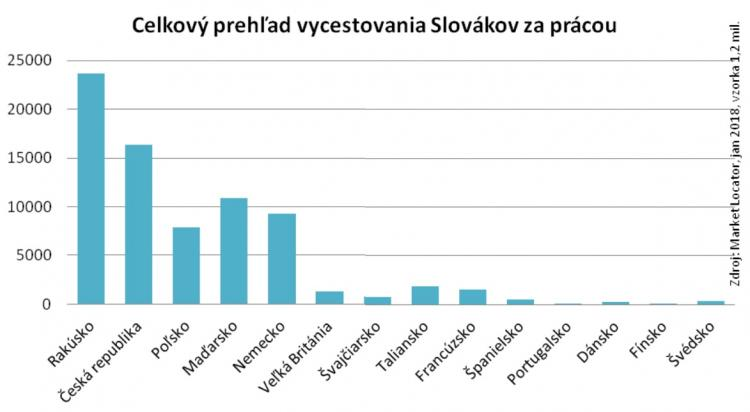 Celkový prehľad vycestovania Slovákov za prácou
25000
20000
15000
10000
5000
0
Rakúsko
Česká republika
Poľsko
Maďarsko
Nemecko
Veľká Británia
Švajčiarsko
Taliansko
Francúzsko
Španielsko
Portugalsko
Dánsko
Fínsko
Švédsko
Zdroj: Market Locator, jan 2018, vzorka 1,2 mil.